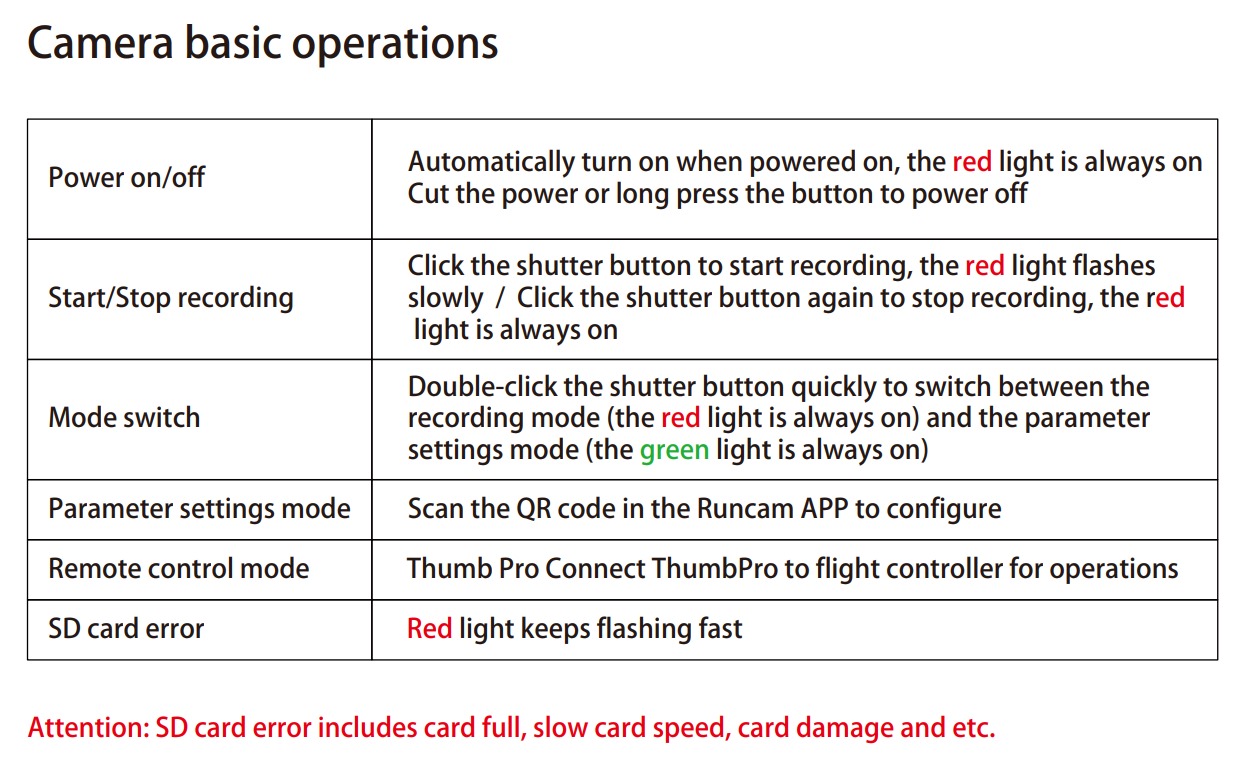 Camera basic operations
Power on/off
Automatically turn on when powered on, the red light is always on
Cut the power or long press the button to power off
Start/Stop recording
Click the shutter button to start recording, the red light flashes
slowly / Click the shutter button again to stop recording, the red
light is always on
Mode switch
Double-click the shutter button quickly to switch between the
recording mode (the red light is always on) and the parameter
settings mode (the green light is always on)
Parameter settings mode
Scan the QR code in the Runcam APP to configure
Remote control mode
Thumb Pro Connect ThumbPro to flight controller for operations
SD card error
Red light keeps flashing fast
Attention: SD card error includes card full, slow card speed, card damage and etc.